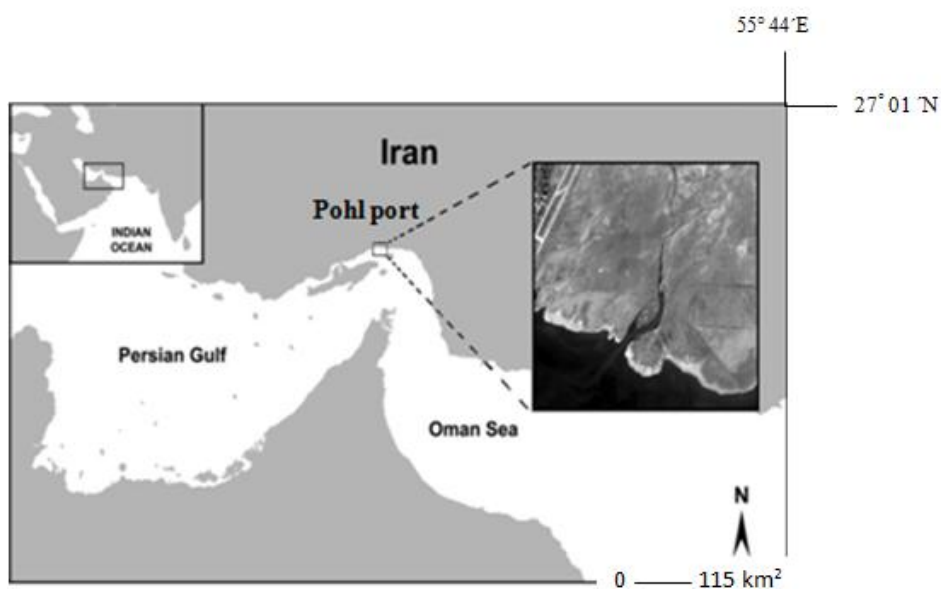 55° 44´E
27° 01 ´N
Iran
Pohl port
INDIAN
OCEAN
Persian Gulf
Oman Sea
N
0 115 km²